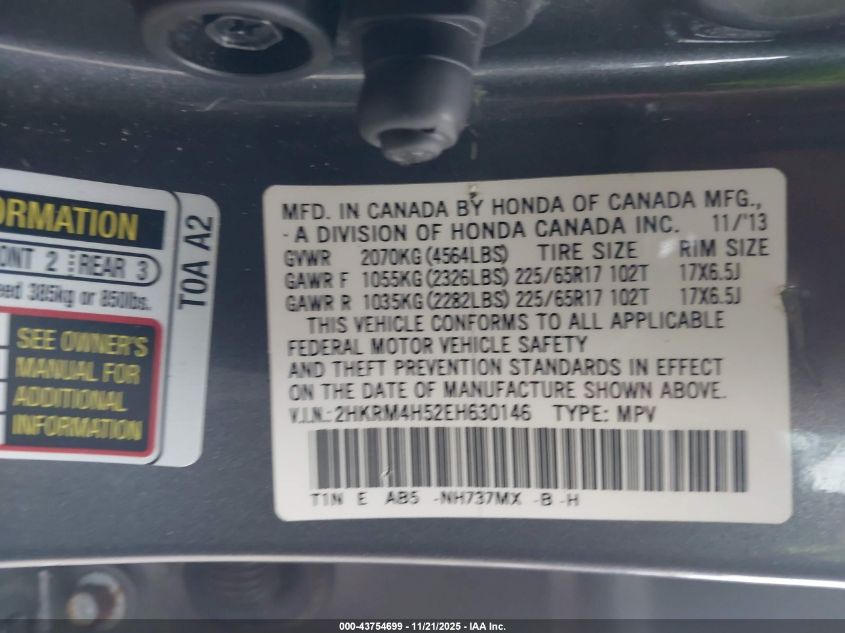 ORMATION
ONT 2 REAR 3
eed 385kg or 850lbs.
SEE OWNER'S
MANUAL FOR
ADDITIONAL
INFORMATION
T0A A2
MFD. IN CANADA BY HONDA OF CANADA MFG.,
- A DIVISION OF HONDA CANADA INC. 11/'13
GVWR 2070KG (4564LBS) TIRE SIZE RIM SIZE
GAWR F 1055KG (2326LBS) 225/65R17 102T 17X6.5J
GAWR R 1035KG (2282LBS) 225/65R17 102T 17X6.5J
THIS VEHICLE CONFORMS TO ALL APPLICABLE
FEDERAL MOTOR VEHICLE SAFETY
AND THEFT PREVENTION STANDARDS IN EFFECT
ON THE DATE OF MANUFACTURE SHOWN ABOVE.
V.I.N.: 2HKRM4H52EH630146 TYPE: MPV
T1N E AB5 -NH737MX -B -H
000-43754699 - 11/21/2025 - IAA Inc.